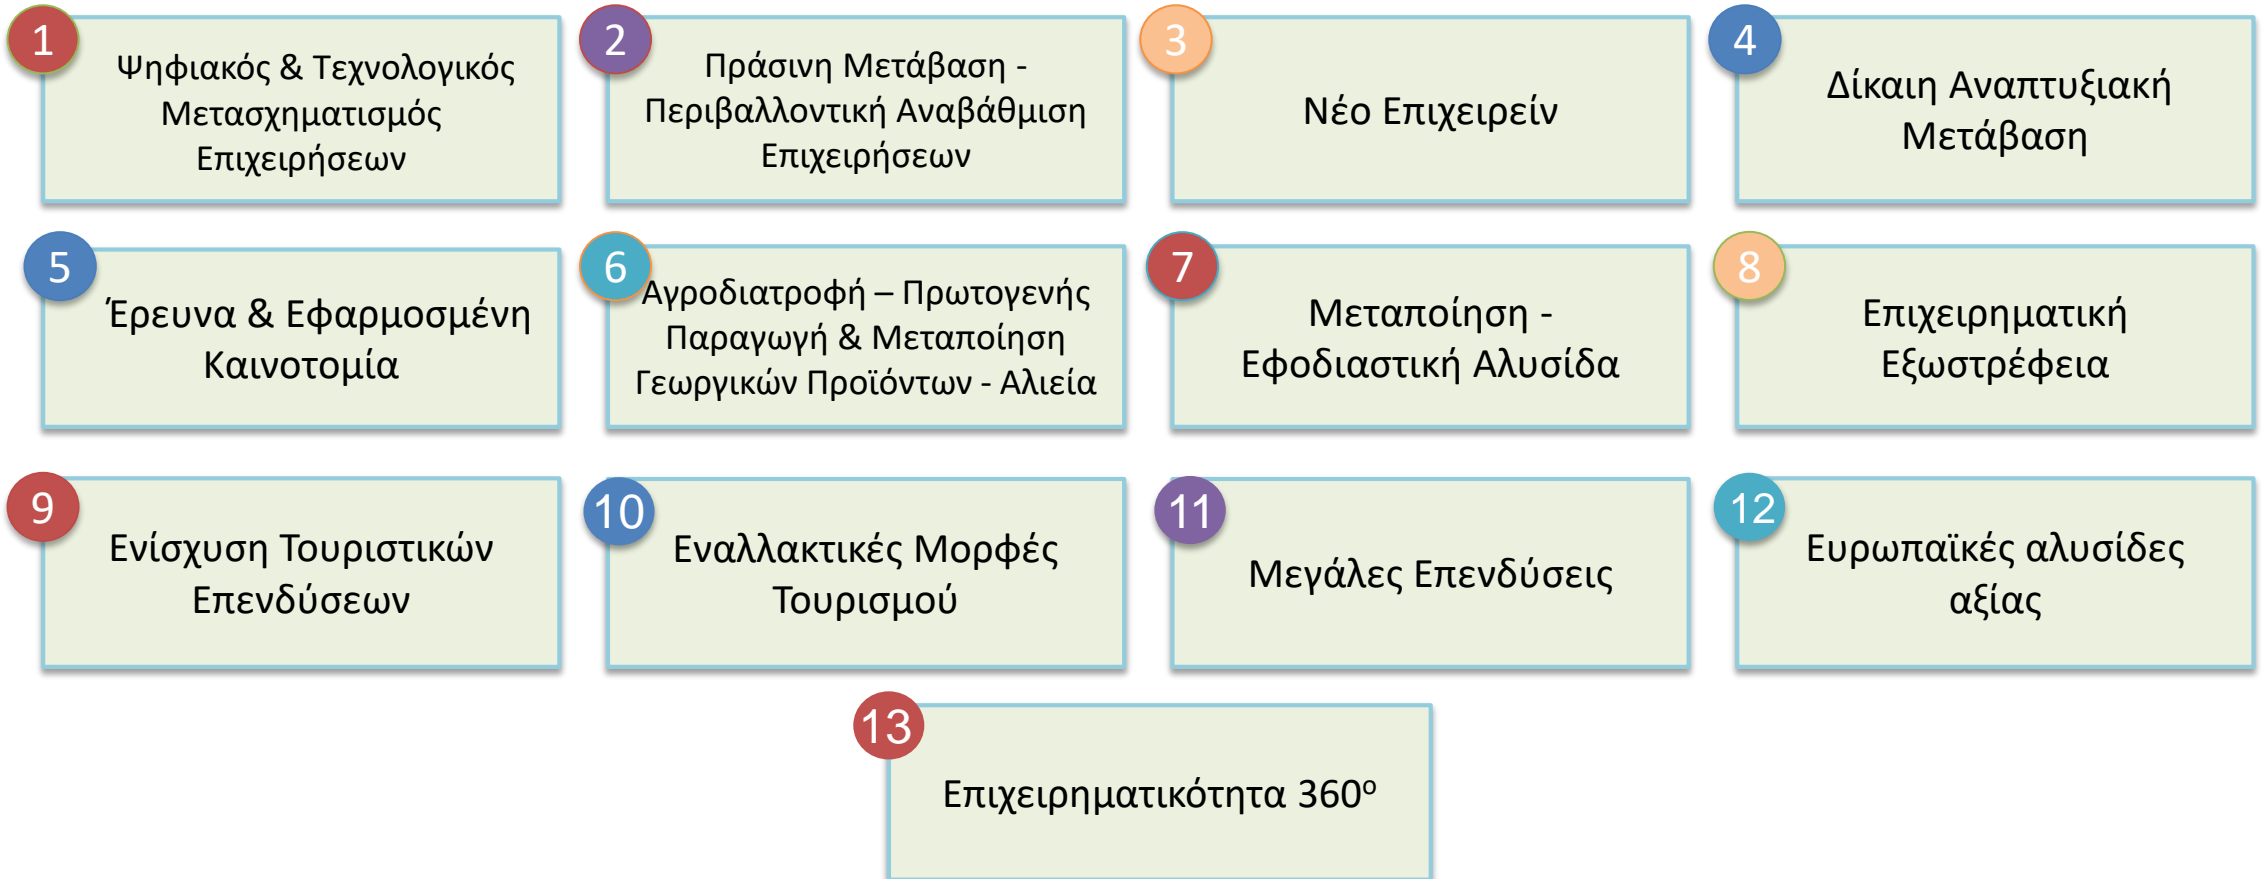 1
Ψηφιακός & Τεχνολογικός
Μετασχηματισμός
Επιχειρήσεων
2
Πράσινη Μετάβαση -
Περιβαλλοντική Αναβάθμιση
Επιχειρήσεων
3
Νέο Επιχειρείν
4
Δίκαιη Αναπτυξιακή
Μετάβαση
5
Έρευνα & Εφαρμοσμένη
Καινοτομία
6
Αγροδιατροφή – Πρωτογενής
Παραγωγή & Μεταποίηση
Γεωργικών Προϊόντων - Αλιεία
7
Μεταποίηση -
Εφοδιαστική Αλυσίδα
8
Επιχειρηματική
Εξωστρέφεια
9
Ενίσχυση Τουριστικών
Επενδύσεων
10
Εναλλακτικές Μορφές
Τουρισμού
11
Μεγάλες Επενδύσεις
12
Ευρωπαϊκές αλυσίδες
αξίας
13
Επιχειρηματικότητα 360ο